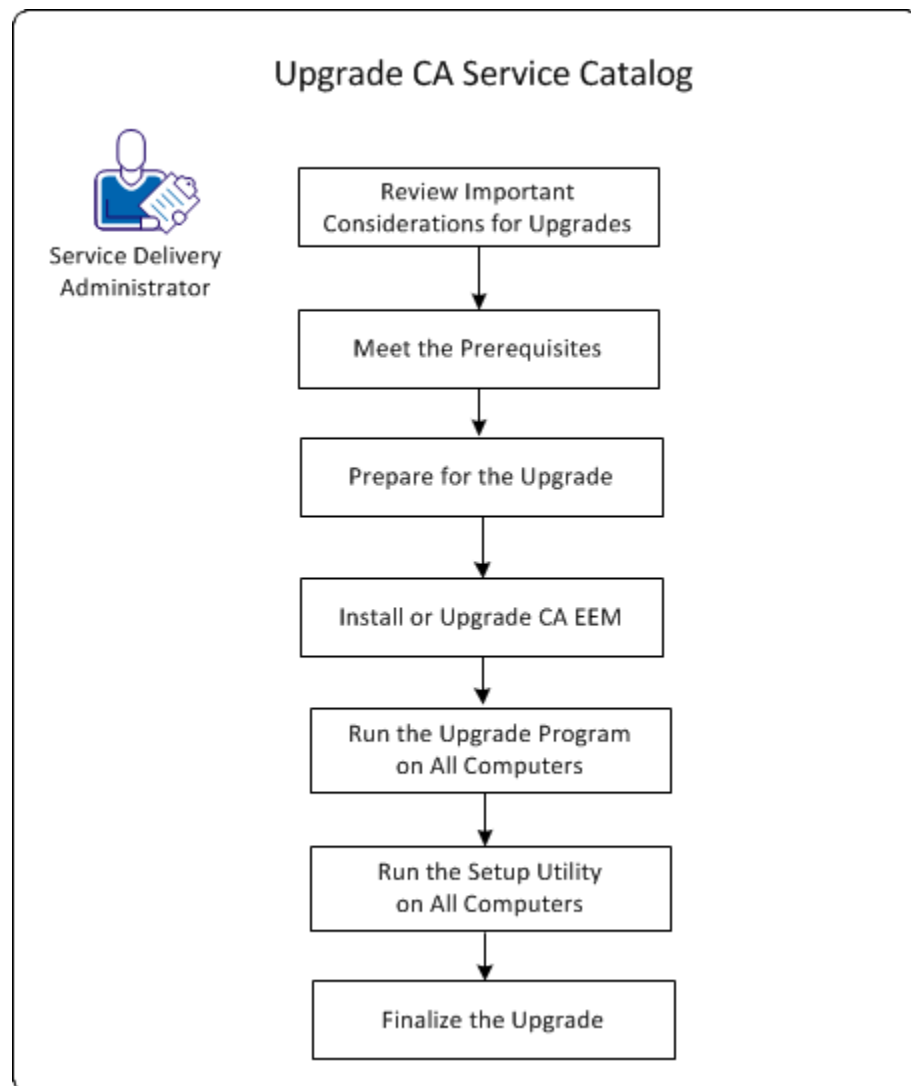 Upgrade CA Service Catalog
Service Delivery
Administrator
Review Important
Considerations for Upgrades
Meet the Prerequisites
Prepare for the Upgrade
Install or Upgrade CA EEM
Run the Upgrade Program
on All Computers
Run the Setup Utility
on All Computers
Finalize the Upgrade